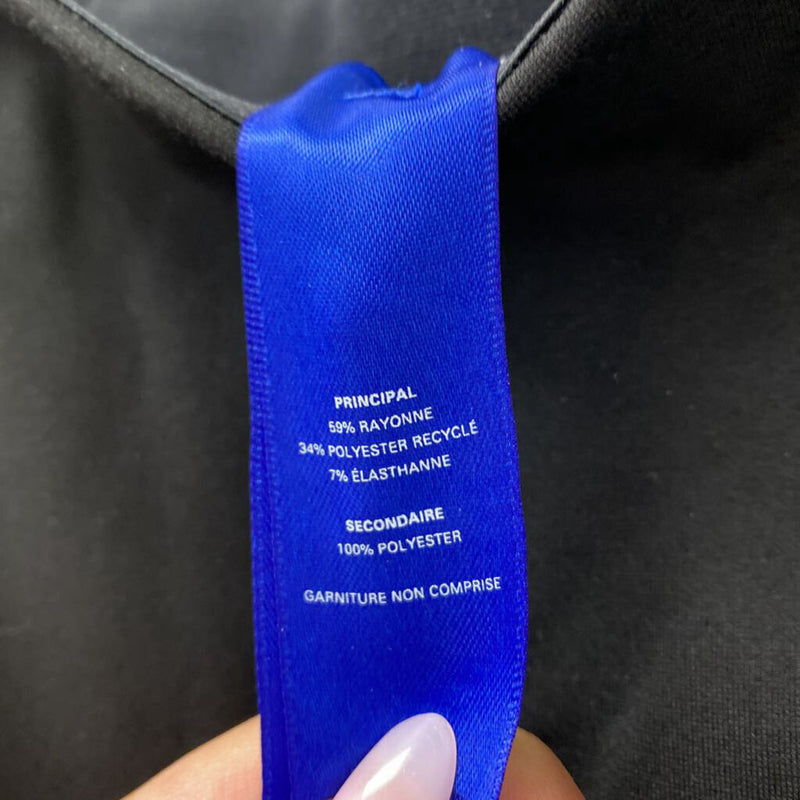 PRINCIPAL
59% RAYONNE
34% POLYESTER RECYCLÉ
7% ÉLASTHANNE
SECONDAIRE
100% POLYESTER
GARNITURE NON COMPRISE